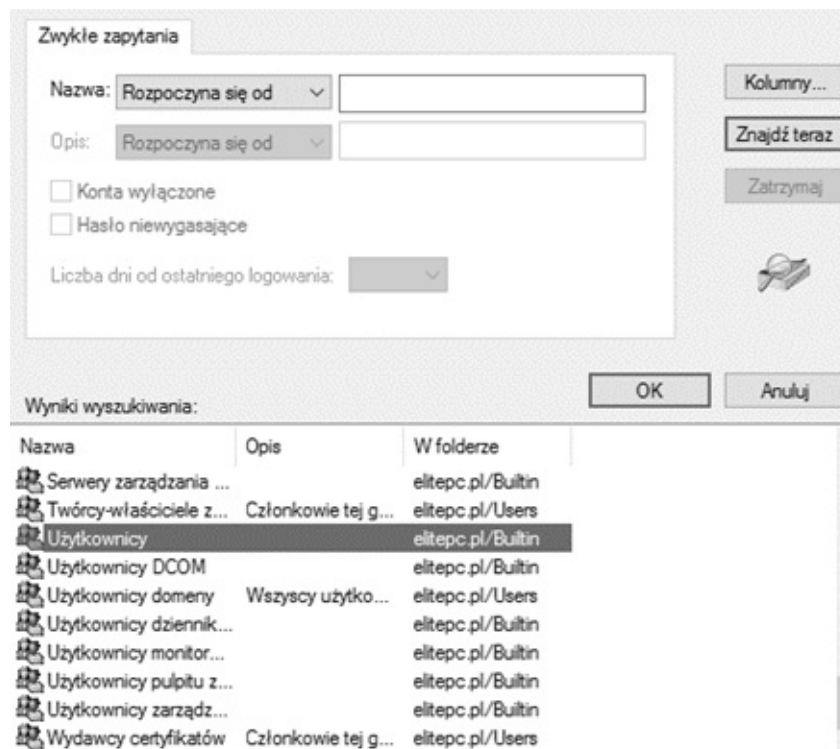 Zwykłe zapytania
Nazwa: Rozpoczyna się od
Kolumny...
Opis: Rozpoczyna się od
Znajdź teraz
Konta wyłączone
Zatrzymaj
Hasło niewygasające
Liczba dni od ostatniego logowania:
OK Anuluj
Wyniki wyszukiwania:
Nazwa Opis W folderze
Serwery zarządzania ... elitepc.pl/Builtin
Twórcy-właściciele z... Członkowie tej g... elitepc.pl/Users
Użytkownicy elitepc.pl/Builtin
Użytkownicy DCOM elitepc.pl/Builtin
Użytkownicy domeny Wszyscy użytko... elitepc.pl/Users
Użytkownicy dziennik... elitepc.pl/Builtin
Użytkownicy monitor... elitepc.pl/Builtin
Użytkownicy pulpitu z... elitepc.pl/Builtin
Użytkownicy zarządz... elitepc.pl/Builtin
Wydawcy certyfikatów Członkowie tej g... elitepc.pl/Users